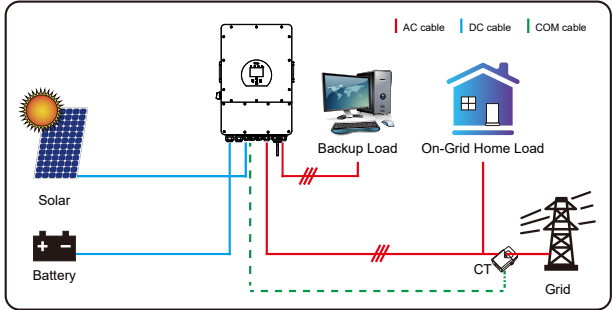 AC cable
DC cable
COM cable
Backup Load
On-Grid Home Load
Solar
Battery
CT
Grid